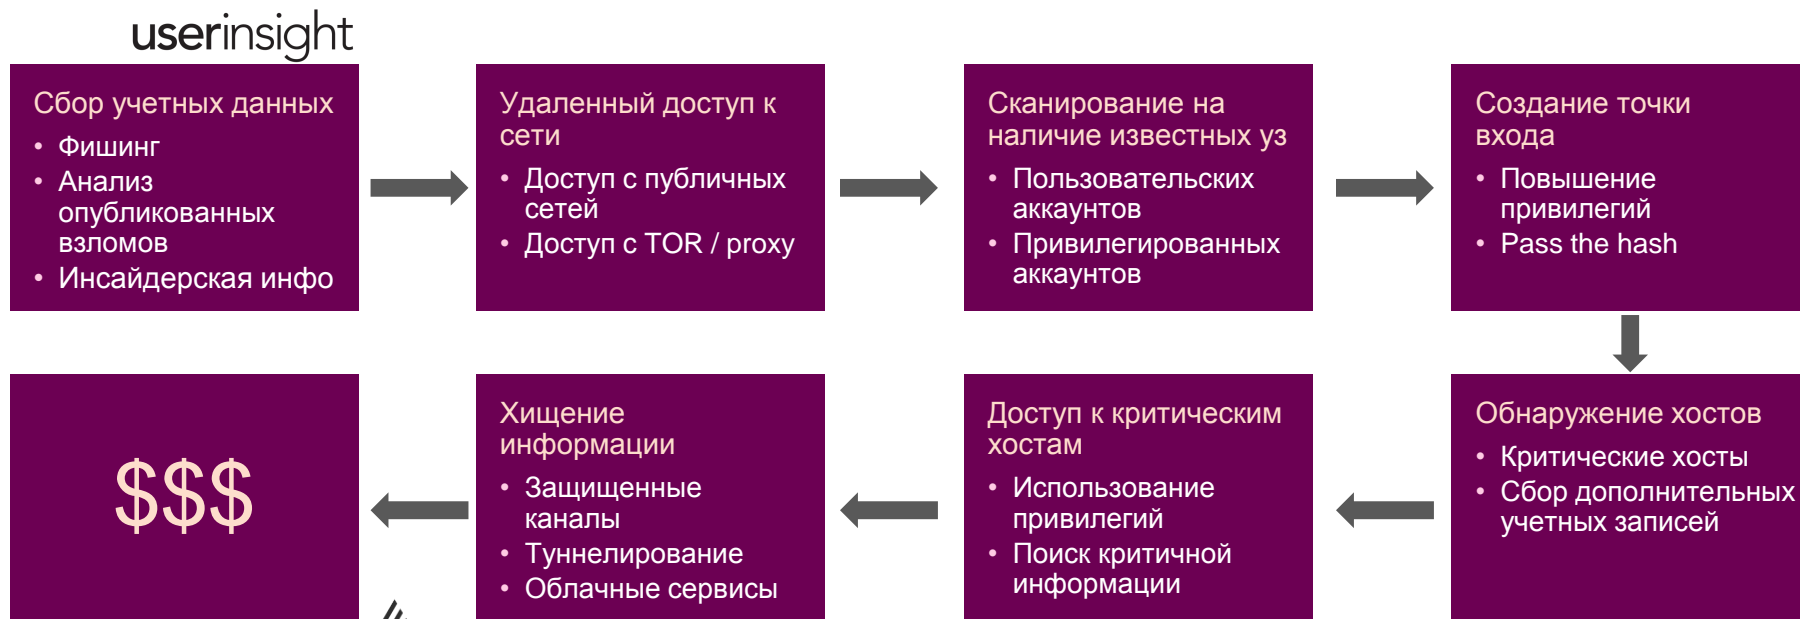 userinsight
Сбор учетных данных
• Фишинг
• Анализ
опубликованных
взломов
• Инсайдерская инфо
Удаленный доступ к
сети
• Доступ с публичных
сетей
• Доступ с TOR / proxy
Сканирование на
наличие известных уз
• Пользовательских
аккаунтов
• Привилегированных
аккаунтов
Создание точки
входа
• Повышение
привилегий
• Pass the hash
Обнаружение хостов
• Критические хосты
• Сбор дополнительных
учетных записей
Доступ к критическим
хостам
• Использование
привилегий
• Поиск критичной
информации
Хищение
информации
• Защищенные
каналы
• Туннелирование
• Облачные сервисы
$$$